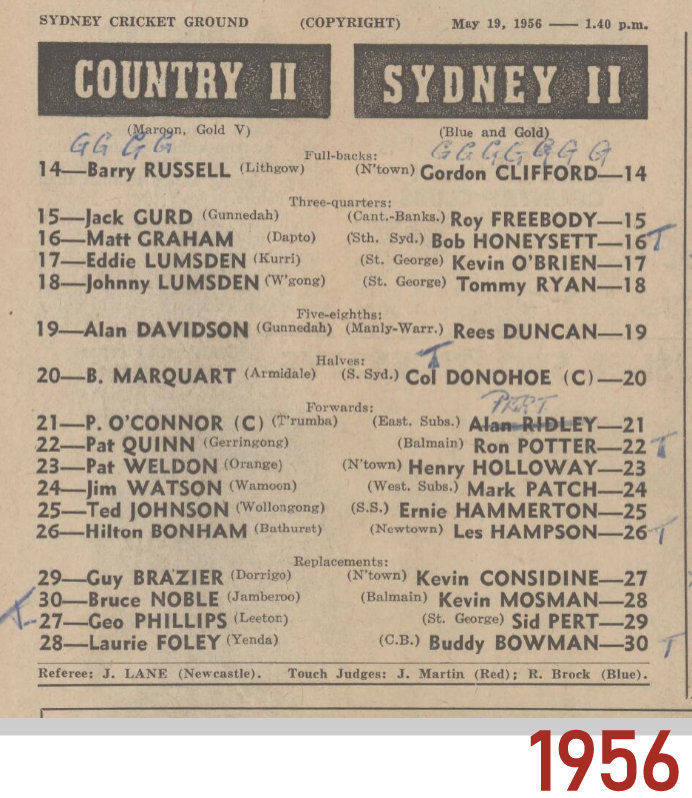 SYDNEY CRICKET GROUND (COPYRIGHT) May 19, 1956 — 1.40 p.m.
COUNTRY II SYDNEY II
(Maroon, Gold V) (Blue and Gold)
G G G G G G G G G G G
Full-backs:
14—Barry RUSSELL (Lithgow) (N'town) Gordon CLIFFORD—14
Three-quarters:
15—Jack GURD (Gunnedah) (Cant.-Banks.) Roy FREEBODY—15
16—Matt GRAHAM (Dapto) (Sth. Syd.) Bob HONEYSETT—16 T
17—Eddie LUMSDEN (Kurri) (St. George) Kevin O'BRIEN—17
18—Johnny LUMSDEN (W'gong) (St. George) Tommy RYAN—18
Five-eighths:
19—Alan DAVIDSON (Gunnedah) (Manly-Warr.) Rees DUNCAN—19
Halves: T
20—B. MARQUART (Armidale) (S. Syd.) Col DONOHOE (C)—20
Forwards: PERT
21—P. O'CONNOR (C) (T'rumba) (East. Subs.) Alan RIDLEY—21
22—Pat QUINN (Gerringong) (Balmain) Ron POTTER—22 T
23—Pat WELDON (Orange) (N'town) Henry HOLLOWAY—23
24—Jim WATSON (Wamoon) (West. Subs.) Mark PATCH—24
25—Ted JOHNSON (Wollongong) (S.S.) Ernie HAMMERTON—25
26—Hilton BONHAM (Bathurst) (Newtown) Les HAMPSON—26 T
Replacements:
29—Guy BRAZIER (Dorrigo) (N'town) Kevin CONSIDINE—27
30—Bruce NOBLE (Jamberoo) (Balmain) Kevin MOSMAN—28
T 27—Geo PHILLIPS (Leeton) (St. George) Sid PERT—29
28—Laurie FOLEY (Yenda) (C.B.) Buddy BOWMAN—30 T
Referee: J. LANE (Newcastle). Touch Judges: J. Martin (Red); R. Brock (Blue).
1956